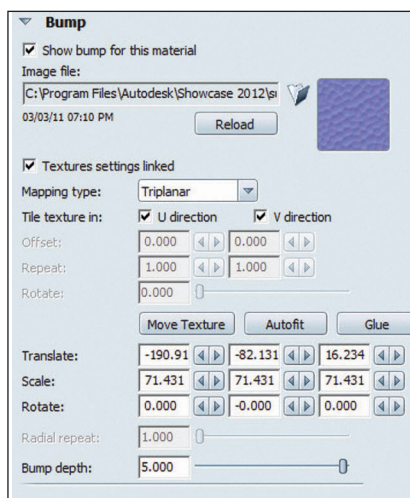 Bump
Show bump for this material
Image file:
C:\Program Files\Autodesk\Showcase 2012\su
03/03/11 07:10 PM
Reload
Textures settings linked
Mapping type: Triplanar
Tile texture in: U direction V direction
Offset: 0.000 0.000
Repeat: 1.000 1.000
Rotate: 0.000
Move Texture Autofit Glue
Translate: -190.91 -82.131 16.234
Scale: 71.431 71.431 71.431
Rotate: 0.000 -0.000 0.000
Radial repeat: 1.000
Bump depth: 5.000